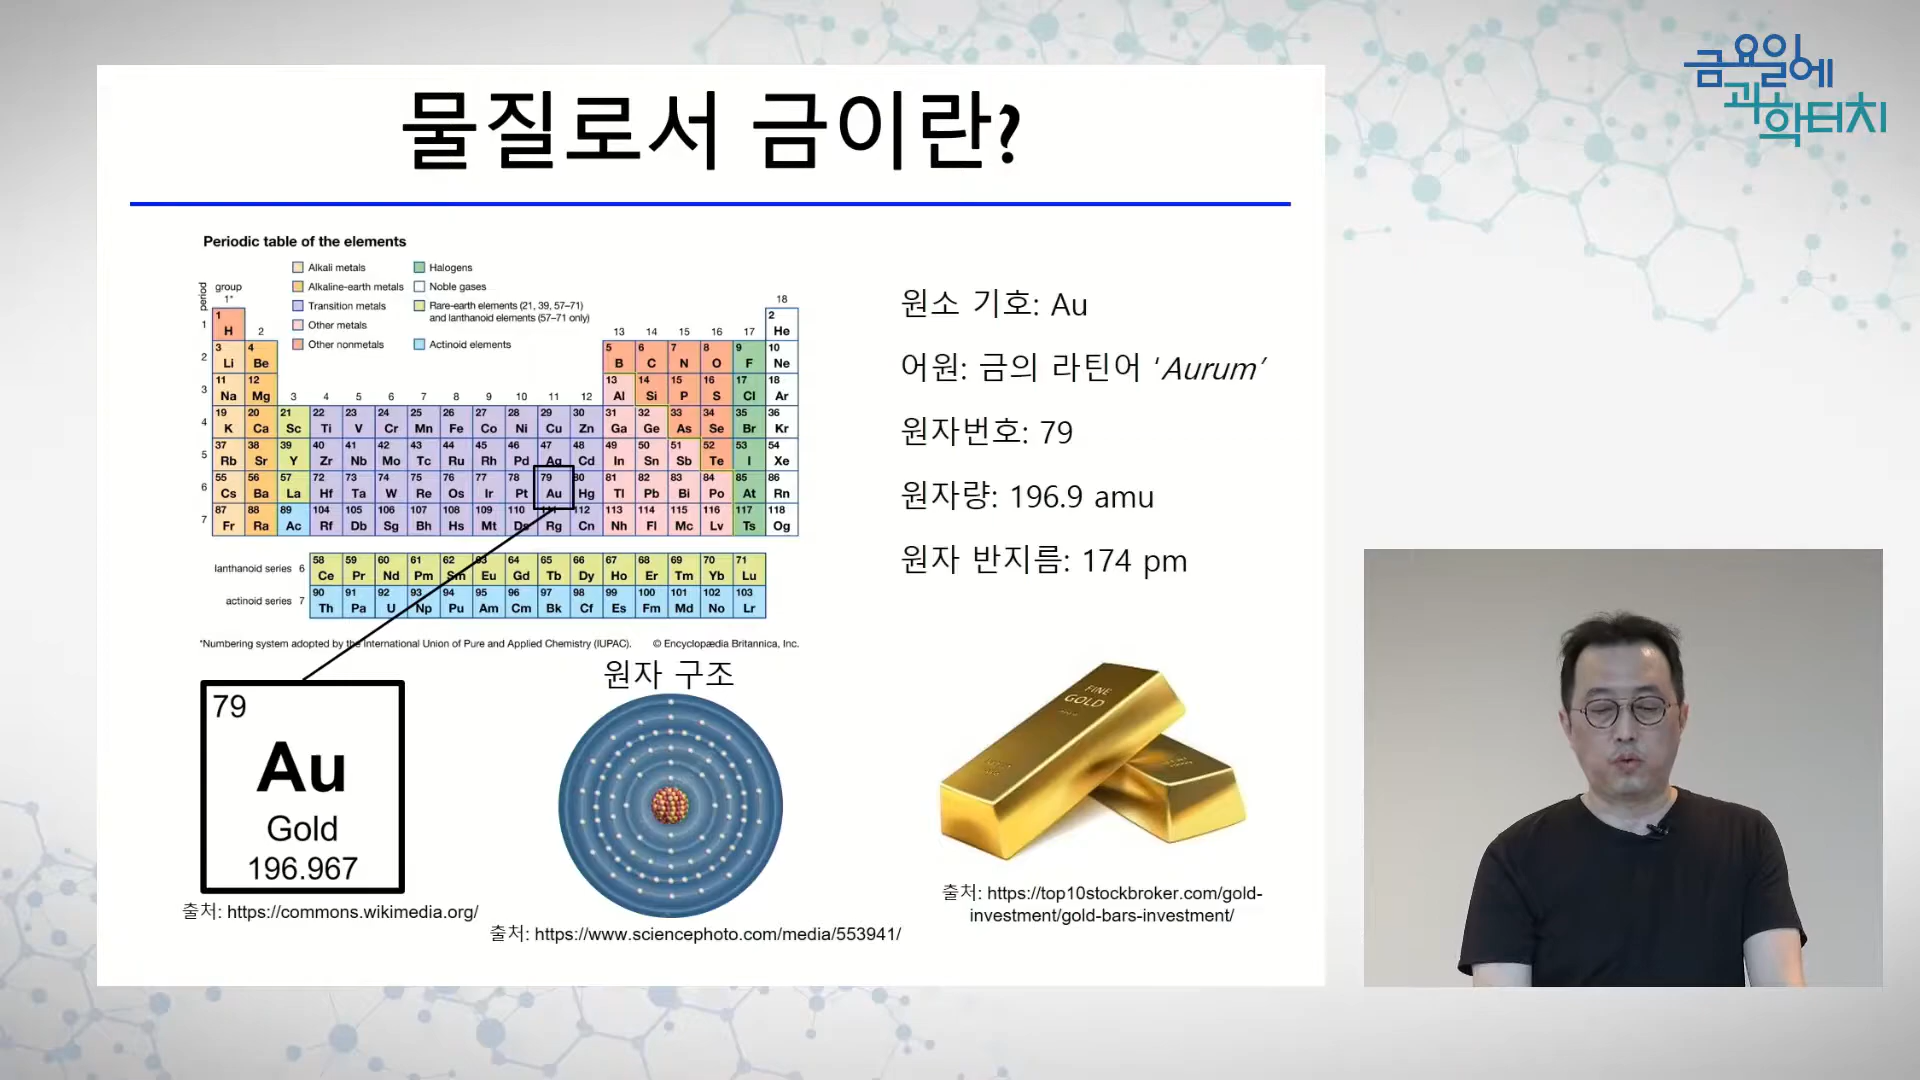 금요일에
과학터치
물질로서 금이란?
Periodic table of the elements
Alkali metals
Alkaline-earth metals
Transition metals
Other metals
Other nonmetals
Halogens
Noble gases
Rare-earth elements (21, 39, 57–71)
and lanthanoid elements (57–71 only)
Actinoid elements
period
group
1* 2 3 4 5 6 7 8 9 10 11 12 13 14 15 16 17 18
1 1 H 2 He
2 3 Li 4 Be 5 B 6 C 7 N 8 O 9 F 10 Ne
3 11 Na 12 Mg 13 Al 14 Si 15 P 16 S 17 Cl 18 Ar
4 19 K 20 Ca 21 Sc 22 Ti 23 V 24 Cr 25 Mn 26 Fe 27 Co 28 Ni 29 Cu 30 Zn 31 Ga 32 Ge 33 As 34 Se 35 Br 36 Kr
5 37 Rb 38 Sr 39 Y 40 Zr 41 Nb 42 Mo 43 Tc 44 Ru 45 Rh 46 Pd 47 Ag 48 Cd 49 In 50 Sn 51 Sb 52 Te 53 I 54 Xe
6 55 Cs 56 Ba 57 La 72 Hf 73 Ta 74 W 75 Re 76 Os 77 Ir 78 Pt 79 Au 80 Hg 81 Tl 82 Pb 83 Bi 84 Po 85 At 86 Rn
7 87 Fr 88 Ra 89 Ac 104 Rf 105 Db 106 Sg 107 Bh 108 Hs 109 Mt 110 Ds 111 Rg 112 Cn 113 Nh 114 Fl 115 Mc 116 Lv 117 Ts 118 Og
lanthanoid series 6 58 Ce 59 Pr 60 Nd 61 Pm 62 Sm 63 Eu 64 Gd 65 Tb 66 Dy 67 Ho 68 Er 69 Tm 70 Yb 71 Lu
actinoid series 7 90 Th 91 Pa 92 U 93 Np 94 Pu 95 Am 96 Cm 97 Bk 98 Cf 99 Es 100 Fm 101 Md 102 No 103 Lr
*Numbering system adopted by the International Union of Pure and Applied Chemistry (IUPAC). © Encyclopædia Britannica, Inc.
원소 기호: Au
어원: 금의 라틴어 'Aurum'
원자번호: 79
원자량: 196.9 amu
원자 반지름: 174 pm
79
Au
Gold
196.967
출처: https://commons.wikimedia.org/
원자 구조
출처: https://www.sciencephoto.com/media/553941/
FINE
GOLD
출처: https://top10stockbroker.com/gold-
investment/gold-bars-investment/